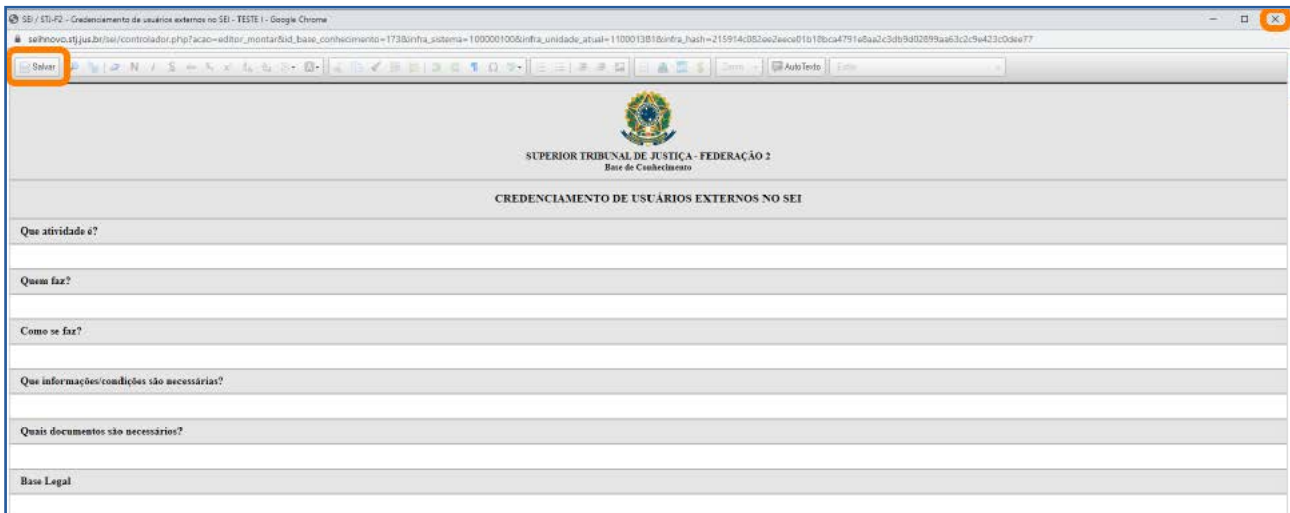 SEI / STJ-F2 - Credenciamento de usuários externos no SEI - TESTE I - Google Chrome
Salvar
AutoTexto
SUPERIOR TRIBUNAL DE JUSTIÇA - FEDERAÇÃO 2
Base de Conhecimento
CREDENCIAMENTO DE USUÁRIOS EXTERNOS NO SEI
Que atividade é?
Quem faz?
Como se faz?
Que informações/condições são necessárias?
Quais documentos são necessários?
Base Legal